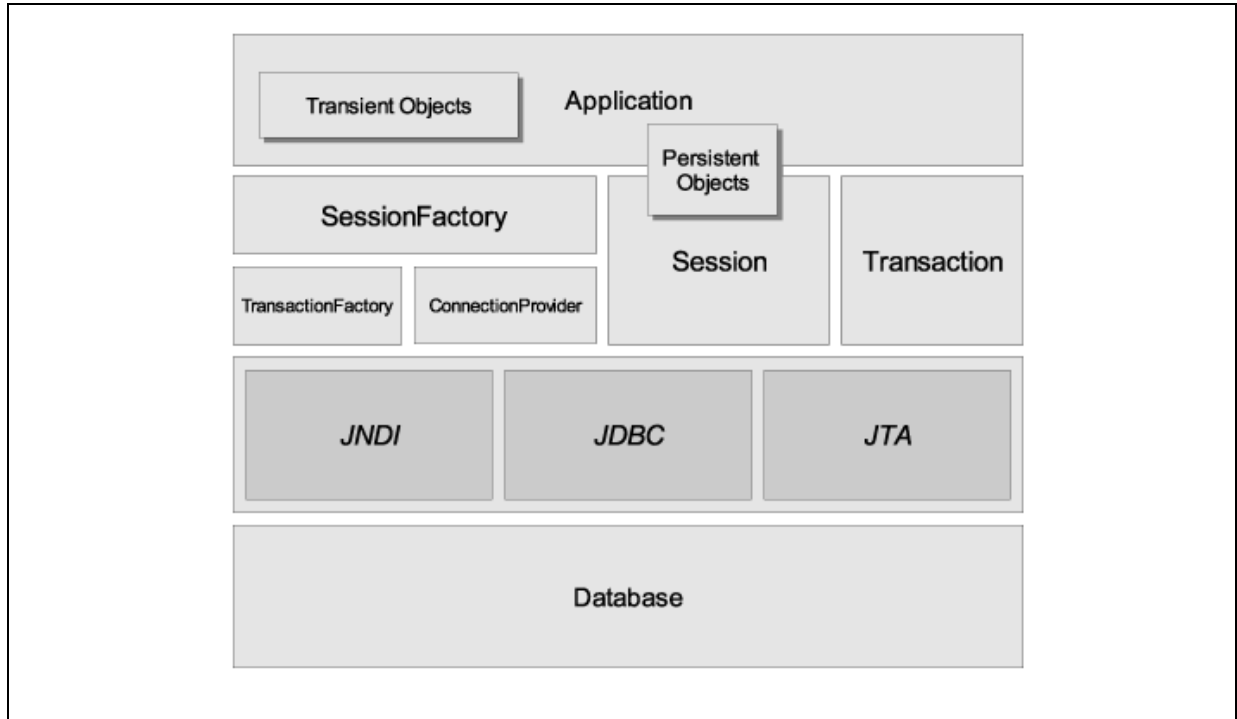 Transient Objects
Application
Persistent
Objects
SessionFactory
Session
Transaction
TransactionFactory
ConnectionProvider
JNDI
JDBC
JTA
Database